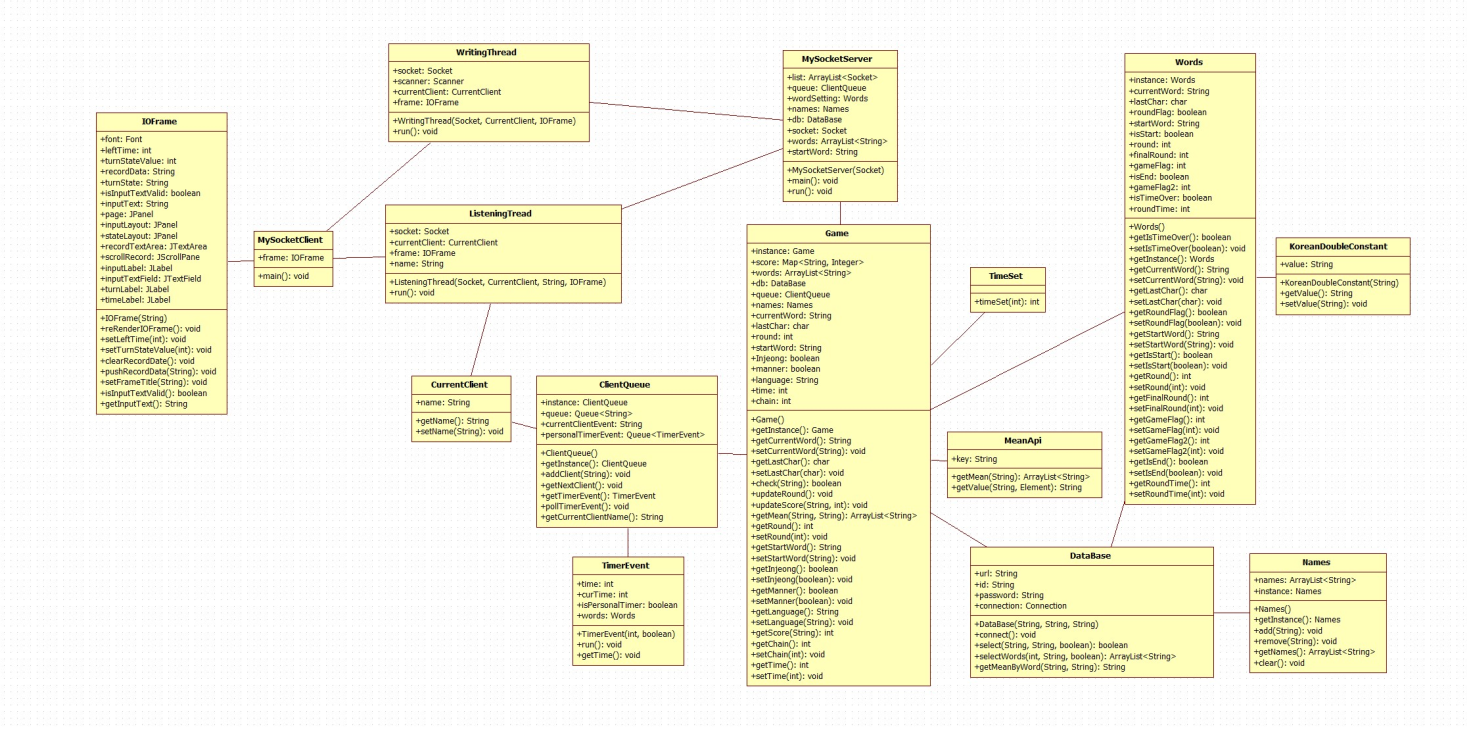 WritingThread
+socket: Socket
+scanner: Scanner
+currentClient: CurrentClient
+frame: IOFrame
+WritingThread(Socket, CurrentClient, IOFrame)
+run(): void
MySocketServer
+list: ArrayList<Socket>
+queue: ClientQueue
+wordSetting: Words
+names: Names
+db: DataBase
+socket: Socket
+words: ArrayList<String>
+startWord: String
+MySocketServer(Socket)
+main(): void
+run(): void
Words
+instance: Words
+currentWord: String
+lastChar: char
+roundFlag: boolean
+startWord: String
+isStart: boolean
+round: int
+finalRound: int
+gameFlag: int
+isEnd: boolean
+gameFlag2: int
+isTimeOver: boolean
+roundTime: int
+Words()
+getIsTimeOver(): boolean
+setIsTimeOver(boolean): void
+getInstance(): Words
+getCurrentWord(): String
+setCurrentWord(String): void
+getLastChar(): char
+setLastChar(char): void
+getRoundFlag(): boolean
+setRoundFlag(boolean): void
+getStartWord(): String
+setStartWord(String): void
+getIsStart(): boolean
+setIsStart(boolean): void
+getRound(): int
+setRound(int): void
+getFinalRound(): int
+setFinalRound(int): void
+getGameFlag(): int
+setGameFlag(int): void
+getGameFlag2(): int
+setGameFlag2(int): void
+getIsEnd(): boolean
+setIsEnd(boolean): void
+getRoundTime(): int
+setRoundTime(int): void
IOFrame
+font: Font
+leftTime: int
+turnStateValue: int
+recordData: String
+turnState: String
+isInputTextValid: boolean
+inputText: String
+page: JPanel
+inputLayout: JPanel
+stateLayout: JPanel
+recordTextArea: JTextArea
+scrollRecord: JScrollPane
+inputLabel: JLabel
+inputTextField: JTextField
+turnLabel: JLabel
+timeLabel: JLabel
+IOFrame(String)
+reRenderIOFrame(): void
+setLeftTime(int): void
+setTurnStateValue(int): void
+clearRecordDate(): void
+pushRecordData(String): void
+setFrameTitle(String): void
+isInputTextValid(): boolean
+getInputText(): String
MySocketClient
+frame: IOFrame
+main(): void
ListeningTread
+socket: Socket
+currentClient: CurrentClient
+frame: IOFrame
+name: String
+ListeningThread(Socket, CurrentClient, String, IOFrame)
+run(): void
Game
+instance: Game
+score: Map<String, Integer>
+words: ArrayList<String>
+db: DataBase
+queue: ClientQueue
+names: Names
+currentWord: String
+lastChar: char
+round: int
+startWord: String
+Injeong: boolean
+manner: boolean
+language: String
+time: int
+chain: int
+Game()
+getInstance(): Game
+getCurrentWord(): String
+setCurrentWord(String): void
+getLastChar(): char
+setLastChar(char): void
+check(String): boolean
+updateRound(): void
+updateScore(String, int): void
+getMean(String, String): ArrayList<String>
+getRound(): int
+setRound(int): void
+getStartWord(): String
+setStartWord(String): void
+getInjeong(): boolean
+setInjeong(boolean): void
+getManner(): boolean
+setManner(boolean): void
+getLanguage(): String
+setLanguage(String): void
+getScore(String): int
+getChain(): int
+setChain(int): void
+getTime(): int
+setTime(int): void
TimeSet
+timeSet(int): int
KoreanDoubleConstant
+value: String
+KoreanDoubleConstant(String)
+getValue(): String
+setValue(String): void
CurrentClient
+name: String
+getName(): String
+setName(String): void
ClientQueue
+instance: ClientQueue
+queue: Queue<String>
+currentClientEvent: String
+personalTimerEvent: Queue<TimerEvent>
+ClientQueue()
+getInstance(): ClientQueue
+addClient(String): void
+getNextClient(): void
+getTimerEvent(): TimerEvent
+pollTimerEvent(): void
+getCurrentClientName(): String
MeanApi
+key: String
+getMean(String): ArrayList<String>
+getValue(String, Element): String
TimerEvent
+time: int
+curTime: int
+isPersonalTimer: boolean
+words: Words
+TimerEvent(int, boolean)
+run(): void
+getTime(): void
DataBase
+url: String
+id: String
+password: String
+connection: Connection
+DataBase(String, String, String)
+connect(): void
+select(String, String, boolean): boolean
+selectWords(int, String, boolean): ArrayList<String>
+getMeanByWord(String, String): String
Names
+names: ArrayList<String>
+instance: Names
+Names()
+getInstance(): Names
+add(String): void
+remove(String): void
+getNames(): ArrayList<String>
+clear(): void